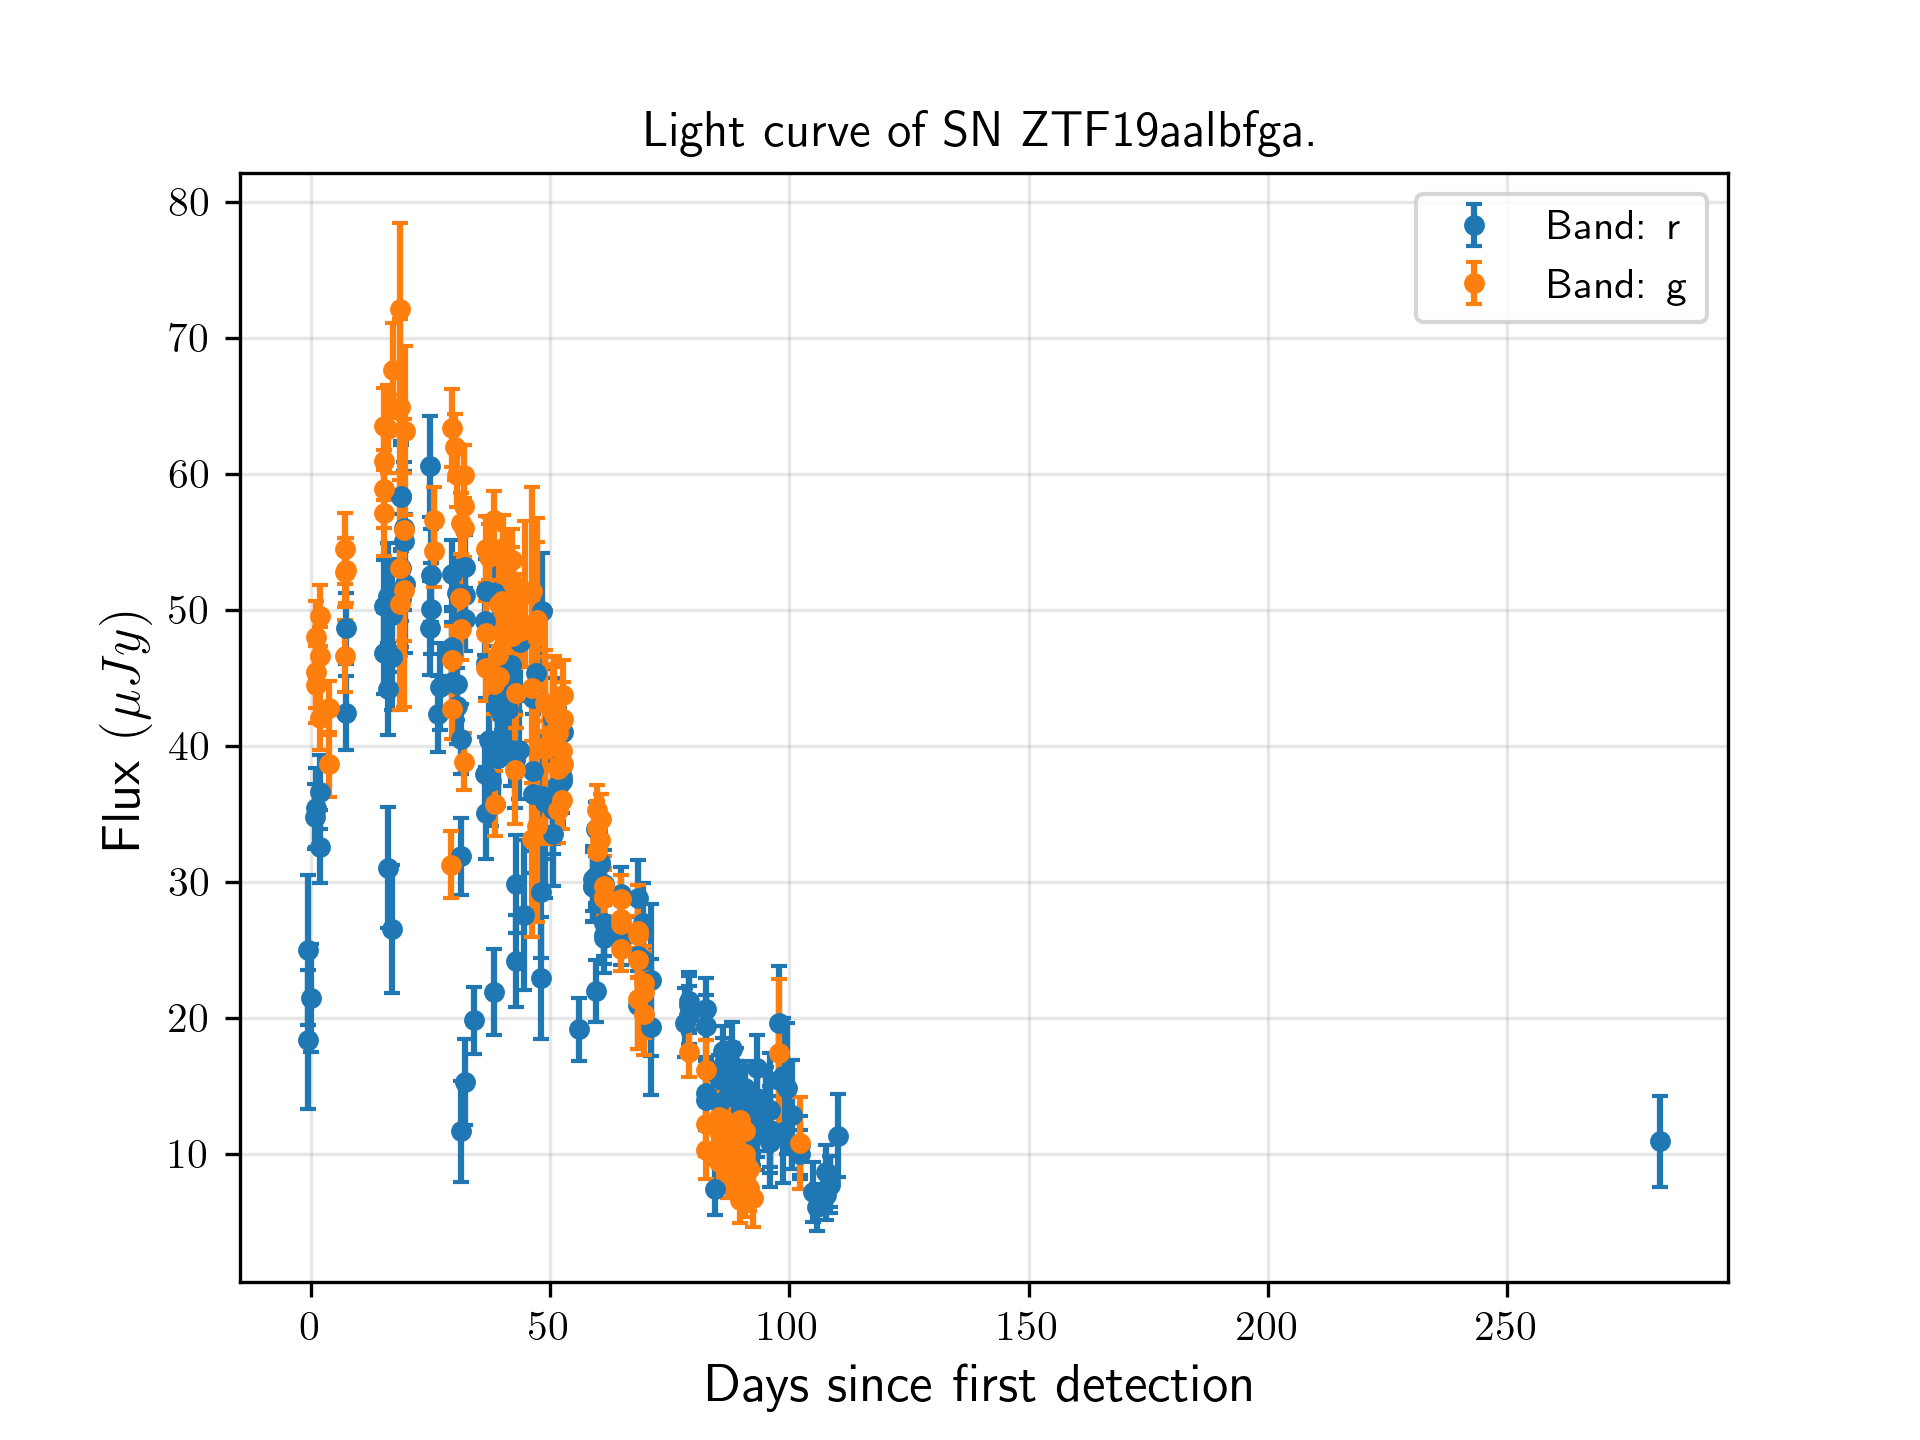 Light curve of SN ZTF19aalbfga.
Band: r
Band: g
80
70
60
50
40
30
20
10
Flux (μJy)
0 50 100 150 200 250
Days since first detection